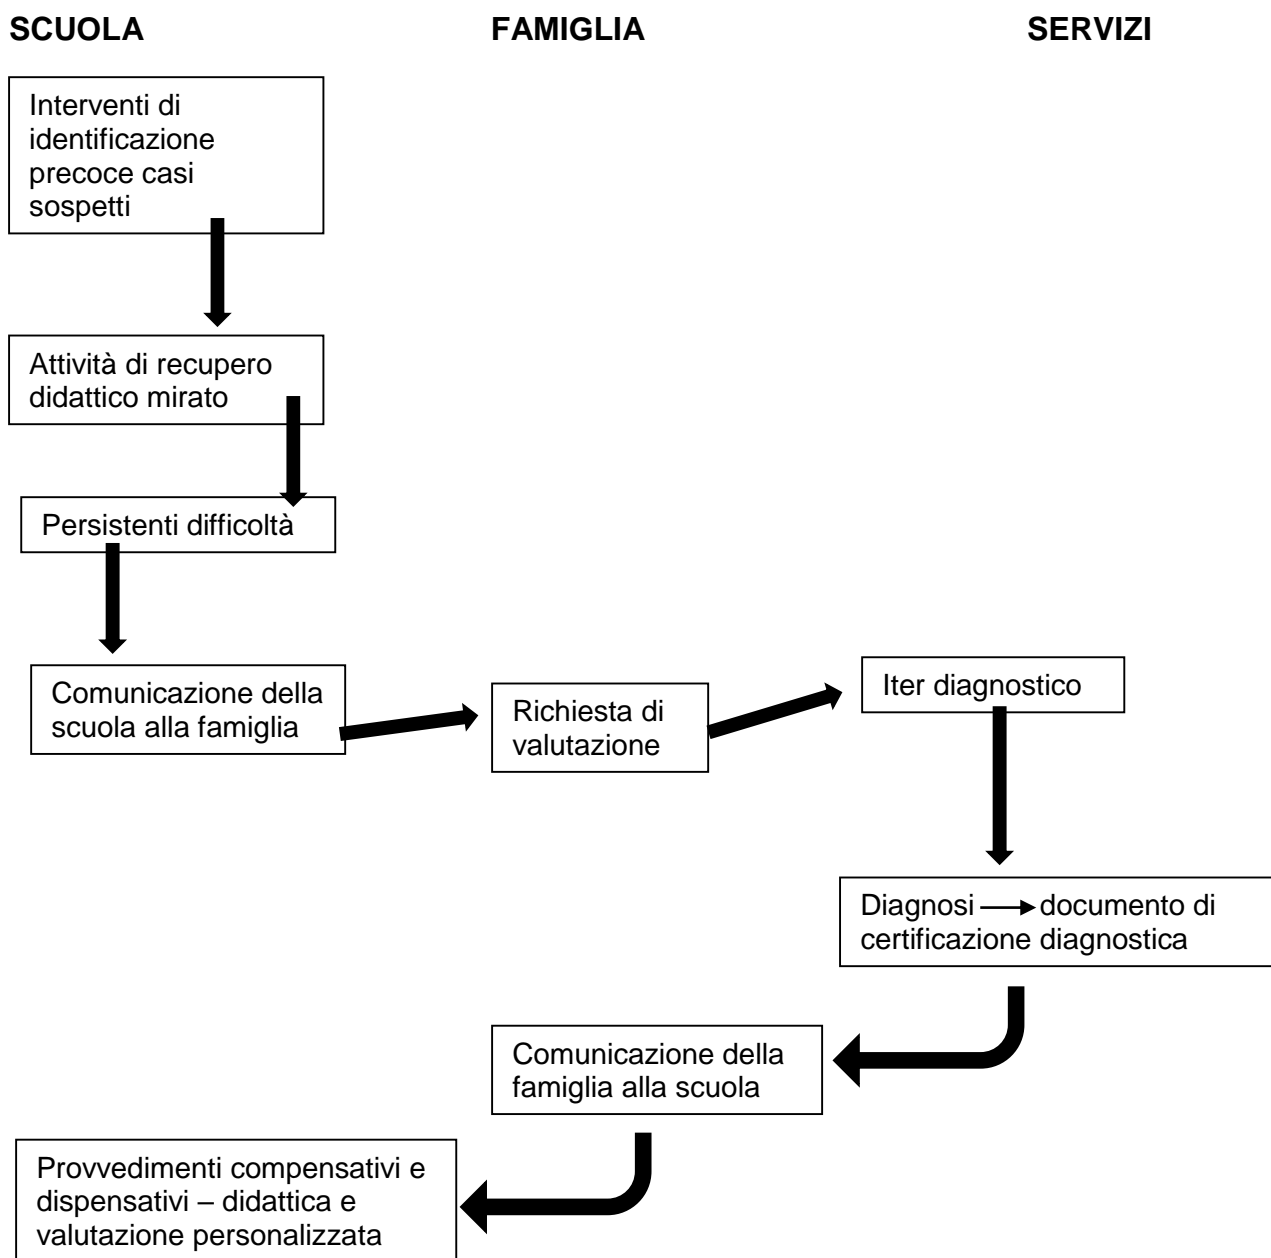 SCUOLA FAMIGLIA SERVIZI
Interventi di
identificazione
precoce casi
sospetti
Attività di recupero
didattico mirato
Persistenti difficoltà
Comunicazione della
scuola alla famiglia
Richiesta di
valutazione
Iter diagnostico
Diagnosi documento di
certificazione diagnostica
Comunicazione della
famiglia alla scuola
Provvedimenti compensativi e
dispensativi – didattica e
valutazione personalizzata